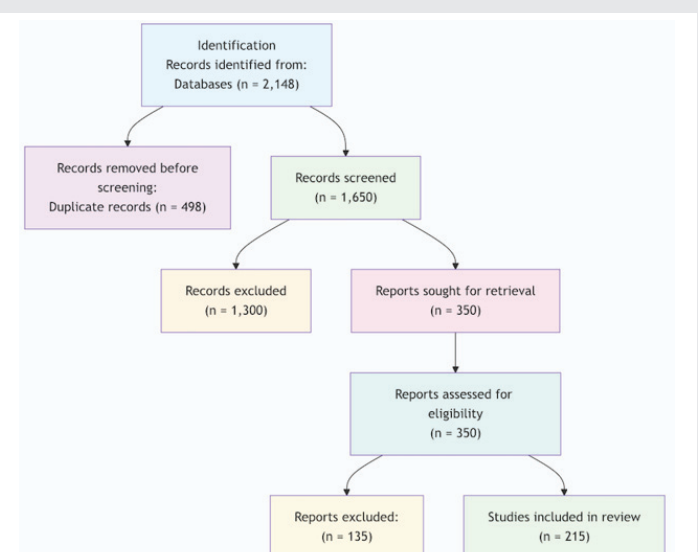 Identification
Records identified from:
Databases (n = 2,148)
Records removed before
screening:
Duplicate records (n = 498)
Records screened
(n = 1,650)
Records excluded
(n = 1,300)
Reports sought for retrieval
(n = 350)
Reports assessed for
eligibility
(n = 350)
Reports excluded:
(n = 135)
Studies included in review
(n = 215)